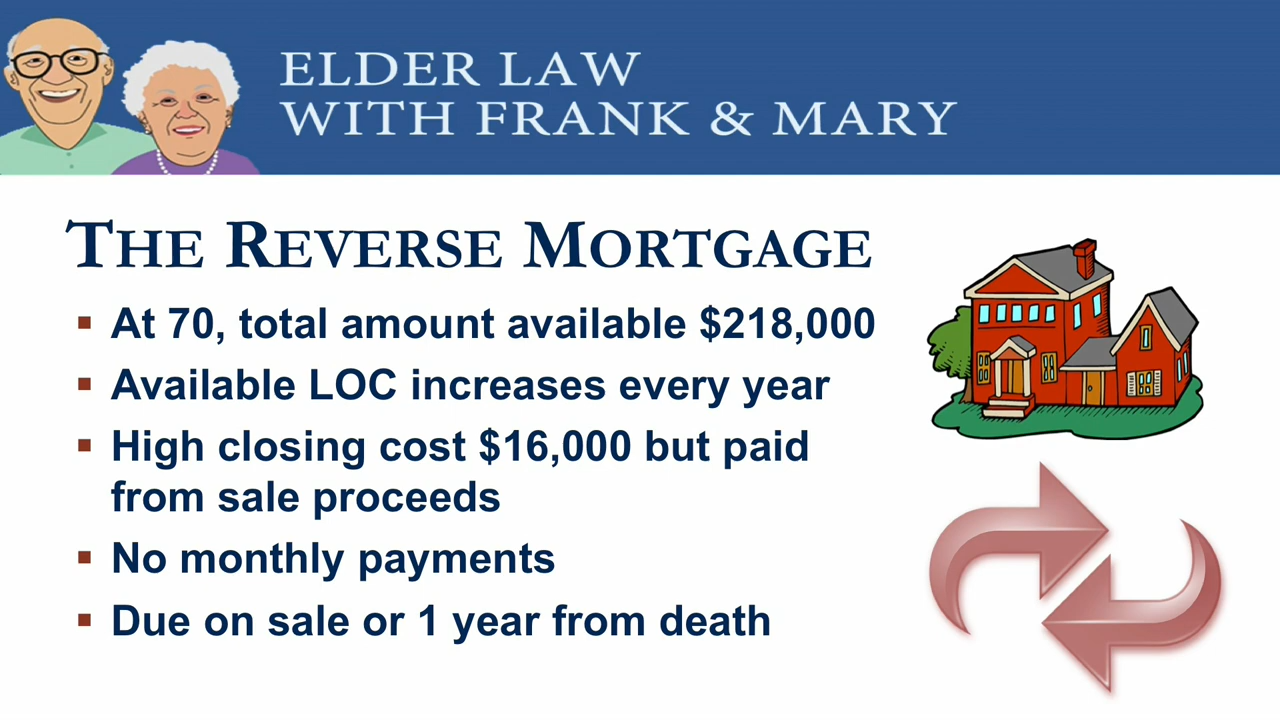 ELDER LAW
WITH FRANK & MARY
THE REVERSE MORTGAGE
▪ At 70, total amount available $218,000
▪ Available LOC increases every year
▪ High closing cost $16,000 but paid
from sale proceeds
▪ No monthly payments
▪ Due on sale or 1 year from death